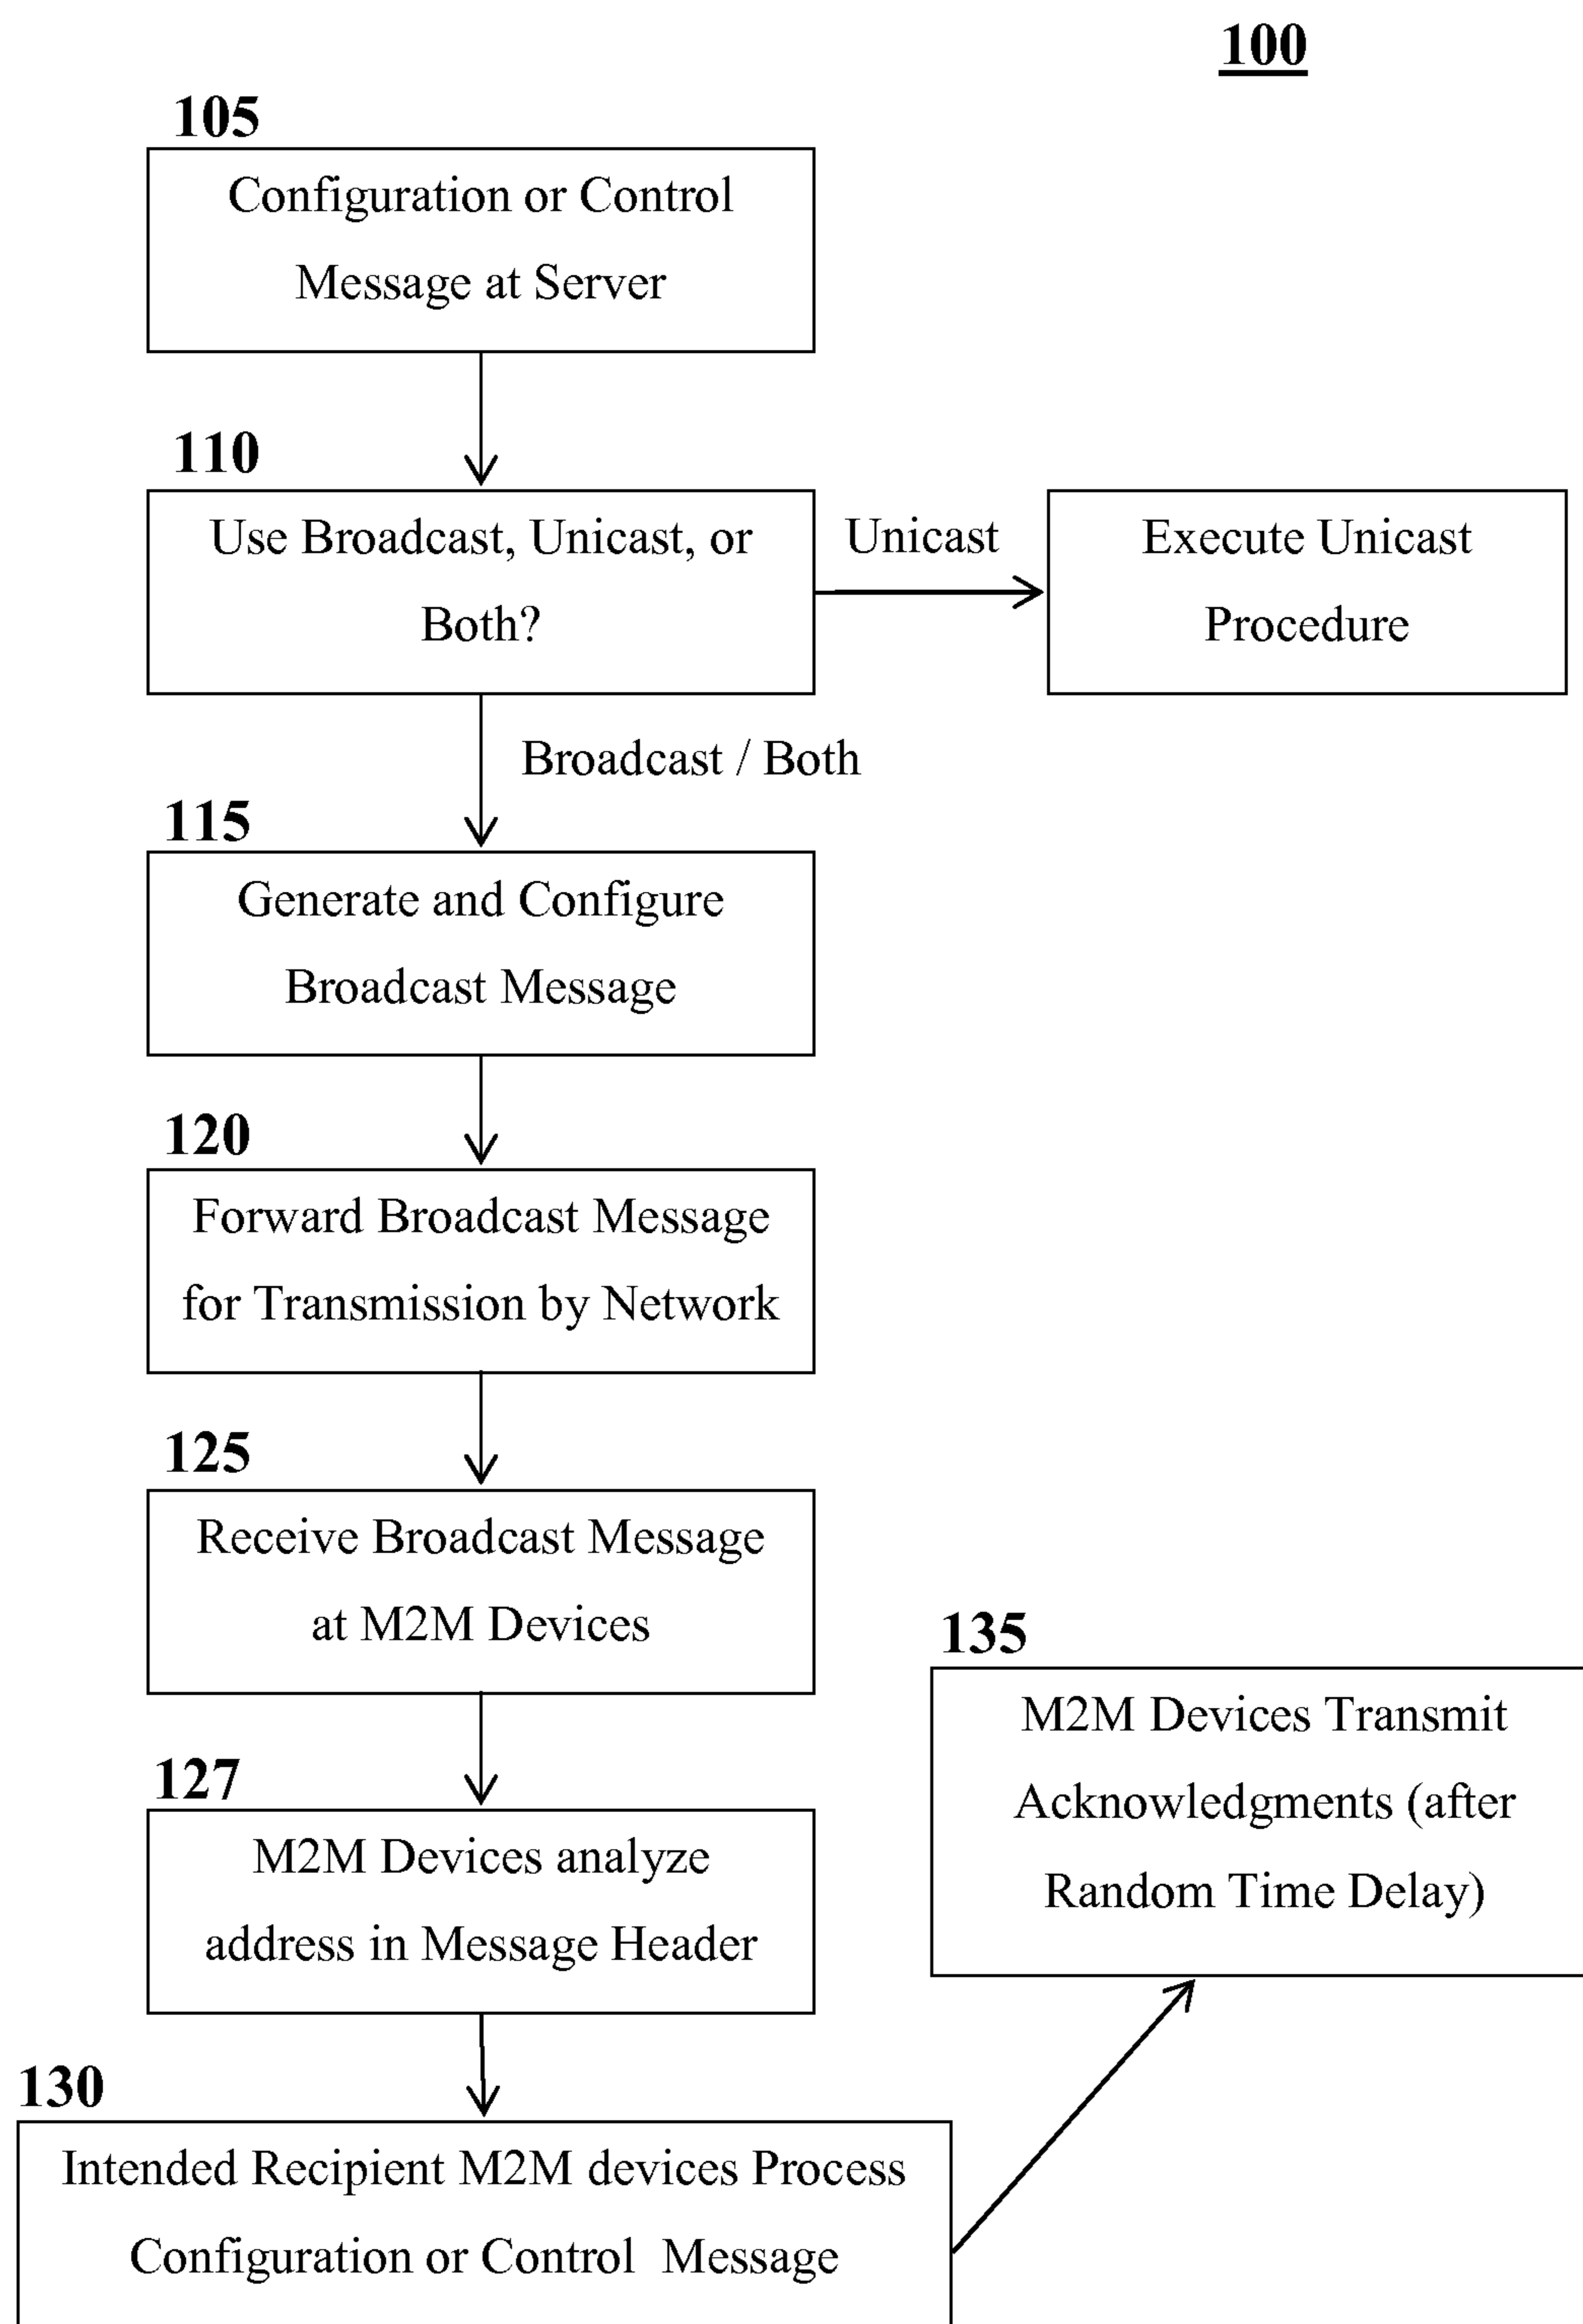 100
105
Configuration or Control
Message at Server
110
Use Broadcast, Unicast, or
Both?
Unicast
Execute Unicast
Procedure
Broadcast / Both
115
Generate and Configure
Broadcast Message
120
Forward Broadcast Message
for Transmission by Network
125
Receive Broadcast Message
at M2M Devices
127
M2M Devices analyze
address in Message Header
130
Intended Recipient M2M devices Process
Configuration or Control Message
135
M2M Devices Transmit
Acknowledgments (after
Random Time Delay)